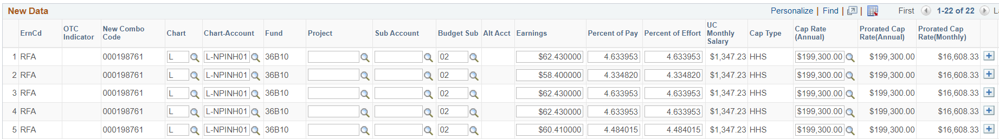 New Data Personalize | Find | | First 1-22 of 22
ErnCd OTC Indicator New Combo Code Chart Chart-Account Fund Project Sub Account Budget Sub Alt Acct Earnings Percent of Pay Percent of Effort UC Monthly Salary Cap Type Cap Rate (Annual) Prorated Cap Rate(Annual) Prorated Cap Rate(Monthly)
1 RFA 000198761 L L-NPINH01 36B10 02 $62.430000 4.633953 4.633953 $1,347.23 HHS $199,300.00 $199,300.00 $16,608.33
2 RFA 000198761 L L-NPINH01 36B10 02 $58.400000 4.334820 4.334820 $1,347.23 HHS $199,300.00 $199,300.00 $16,608.33
3 RFA 000198761 L L-NPINH01 36B10 02 $62.430000 4.633953 4.633953 $1,347.23 HHS $199,300.00 $199,300.00 $16,608.33
4 RFA 000198761 L L-NPINH01 36B10 02 $62.430000 4.633953 4.633953 $1,347.23 HHS $199,300.00 $199,300.00 $16,608.33
5 RFA 000198761 L L-NPINH01 36B10 02 $60.410000 4.484015 4.484015 $1,347.23 HHS $199,300.00 $199,300.00 $16,608.33